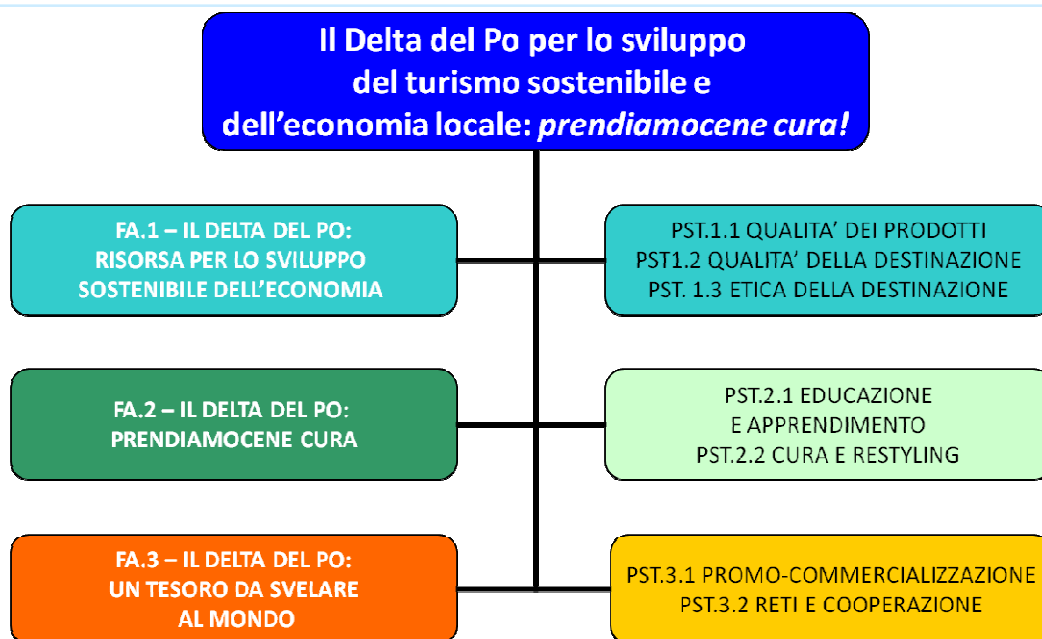 Il Delta del Po per lo sviluppo
del turismo sostenibile e
dell'economia locale: prendiamocene cura!
FA.1 – IL DELTA DEL PO:
RISORSA PER LO SVILUPPO
SOSTENIBILE DELL'ECONOMIA
PST.1.1 QUALITA' DEI PRODOTTI
PST1.2 QUALITA' DELLA DESTINAZIONE
PST. 1.3 ETICA DELLA DESTINAZIONE
FA.2 – IL DELTA DEL PO:
PRENDIAMOCENE CURA
PST.2.1 EDUCAZIONE
E APPRENDIMENTO
PST.2.2 CURA E RESTYLING
FA.3 – IL DELTA DEL PO:
UN TESORO DA SVELARE
AL MONDO
PST.3.1 PROMO-COMMERCIALIZZAZIONE
PST.3.2 RETI E COOPERAZIONE